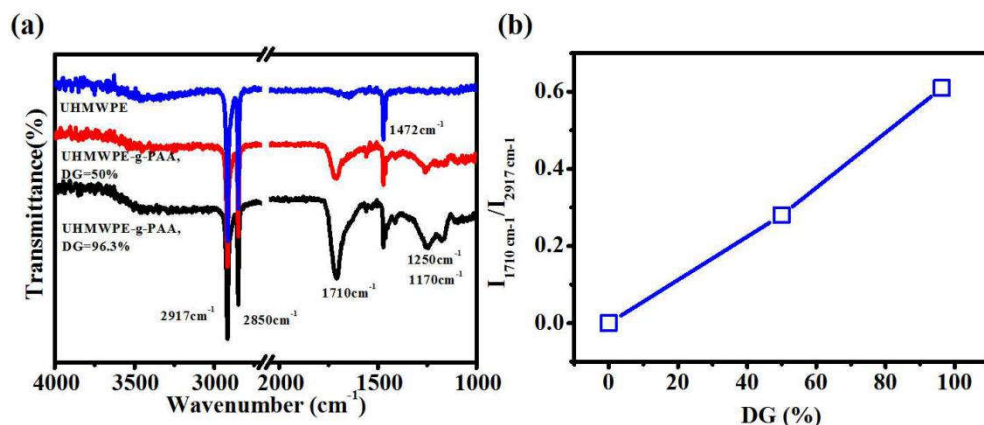 (a)
UHMWPE
UHMWPE-g-PAA,
DG=50%
UHMWPE-g-PAA,
DG=96.3%
1472cm⁻¹
1250cm⁻¹
1170cm⁻¹
1710cm⁻¹
2917cm⁻¹
2850cm⁻¹
Transmittance(%)
4000 3500 3000 2000 1500 1000
Wavenumber (cm⁻¹)
(b)
I1710 cm-1/I2917 cm-1
0.6
0.4
0.2
0.0
0 20 40 60 80 100
DG (%)